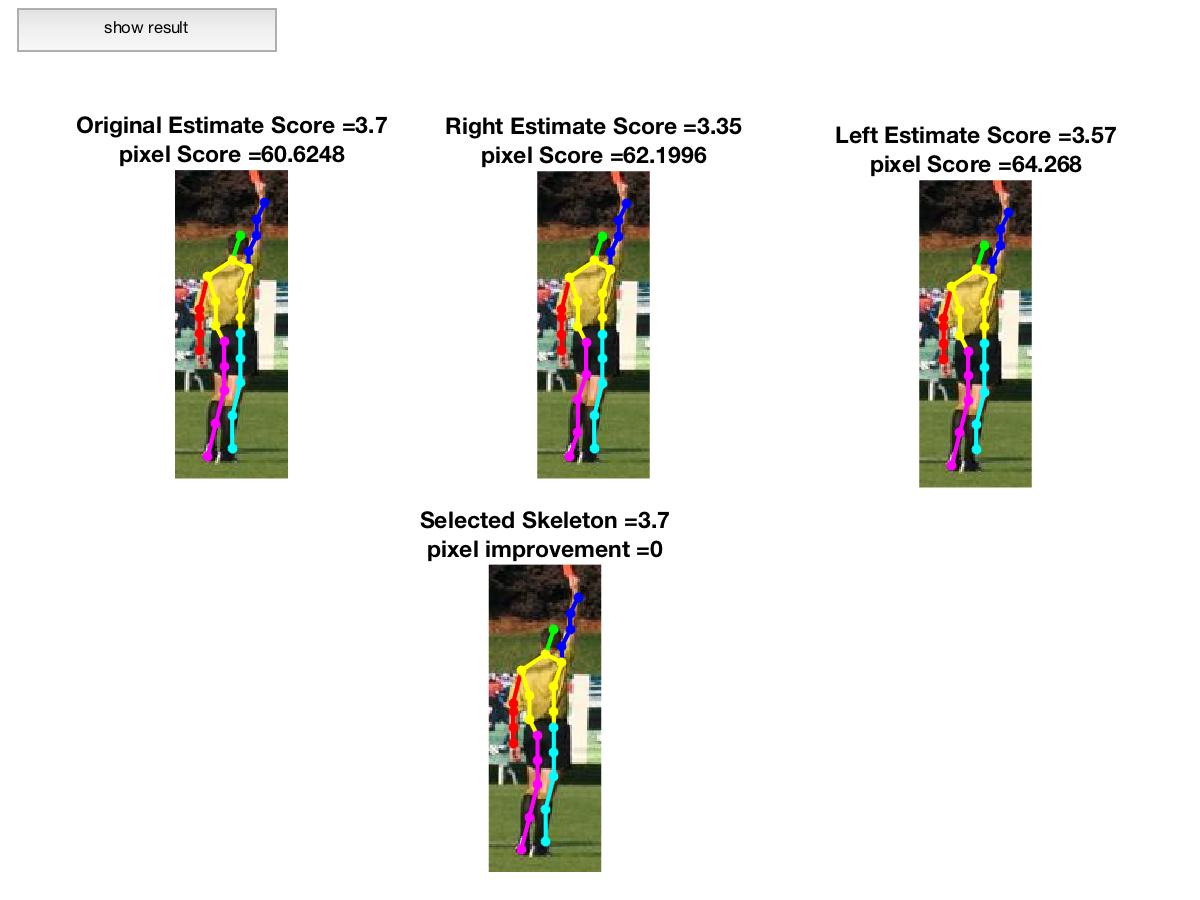 show result
Original Estimate Score =3.7
pixel Score =60.6248
Right Estimate Score =3.35
pixel Score =62.1996
Left Estimate Score =3.57
pixel Score =64.268
Selected Skeleton =3.7
pixel improvement =0